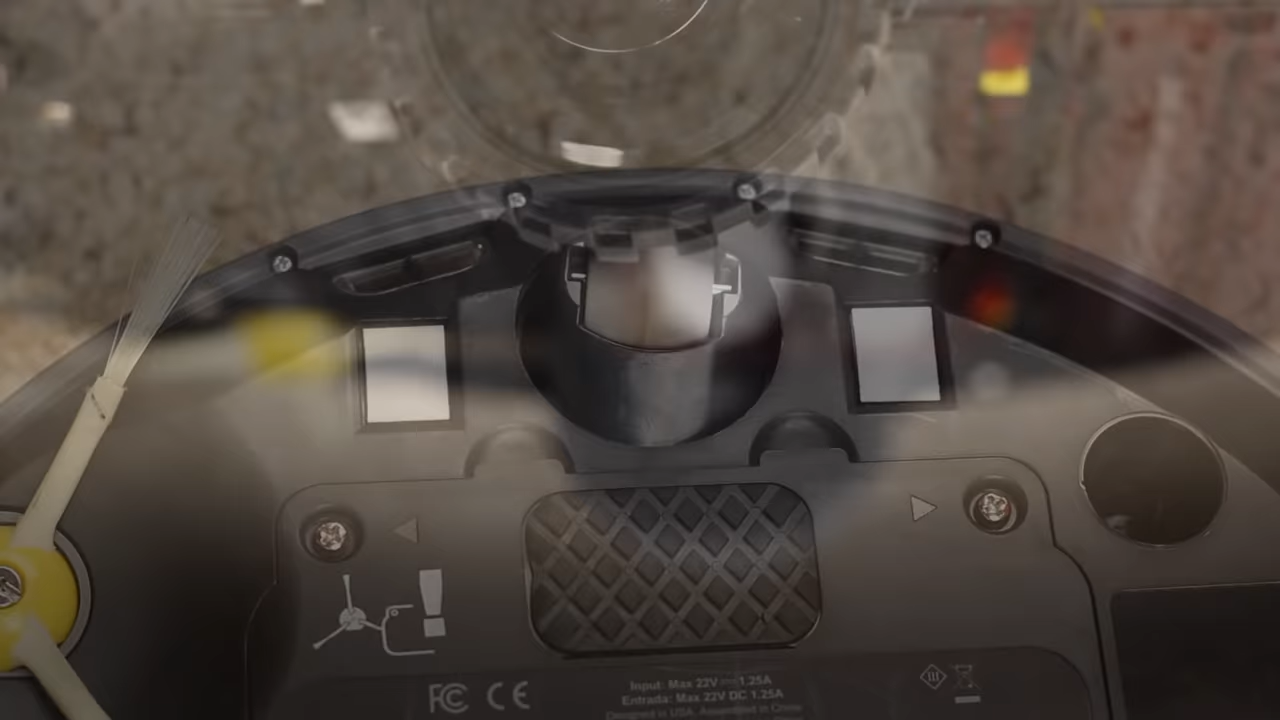 FC CE
Input: Max 22V⎓1.25A
Entrada: Max 22V DC 1.25A
Designed in USA. Assembled in China